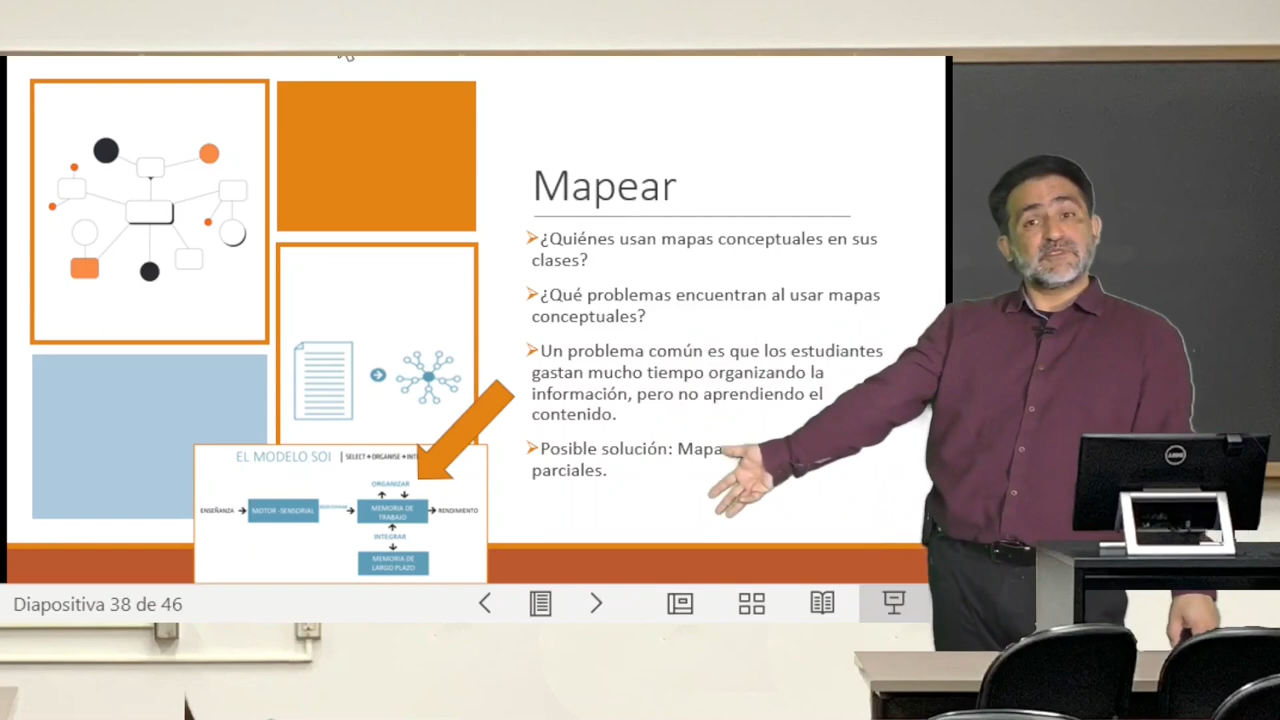 Mapear
➢¿Quiénes usan mapas conceptuales en sus
clases?
➢¿Qué problemas encuentran al usar mapas
conceptuales?
➢Un problema común es que los estudiantes
gastan mucho tiempo organizando la
información, pero no aprendiendo el
contenido.
➢Posible solución: Mapa
parciales.
EL MODELO SOI | SELECT→ORGANISE→INT
ORGANIZAR
ENSEÑANZA
MOTOR -SENSORIAL
MEMORIA DE
TRABAJO
RENDIMIENTO
INTEGRAR
MEMORIA DE
LARGO PLAZO
Diapositiva 38 de 46